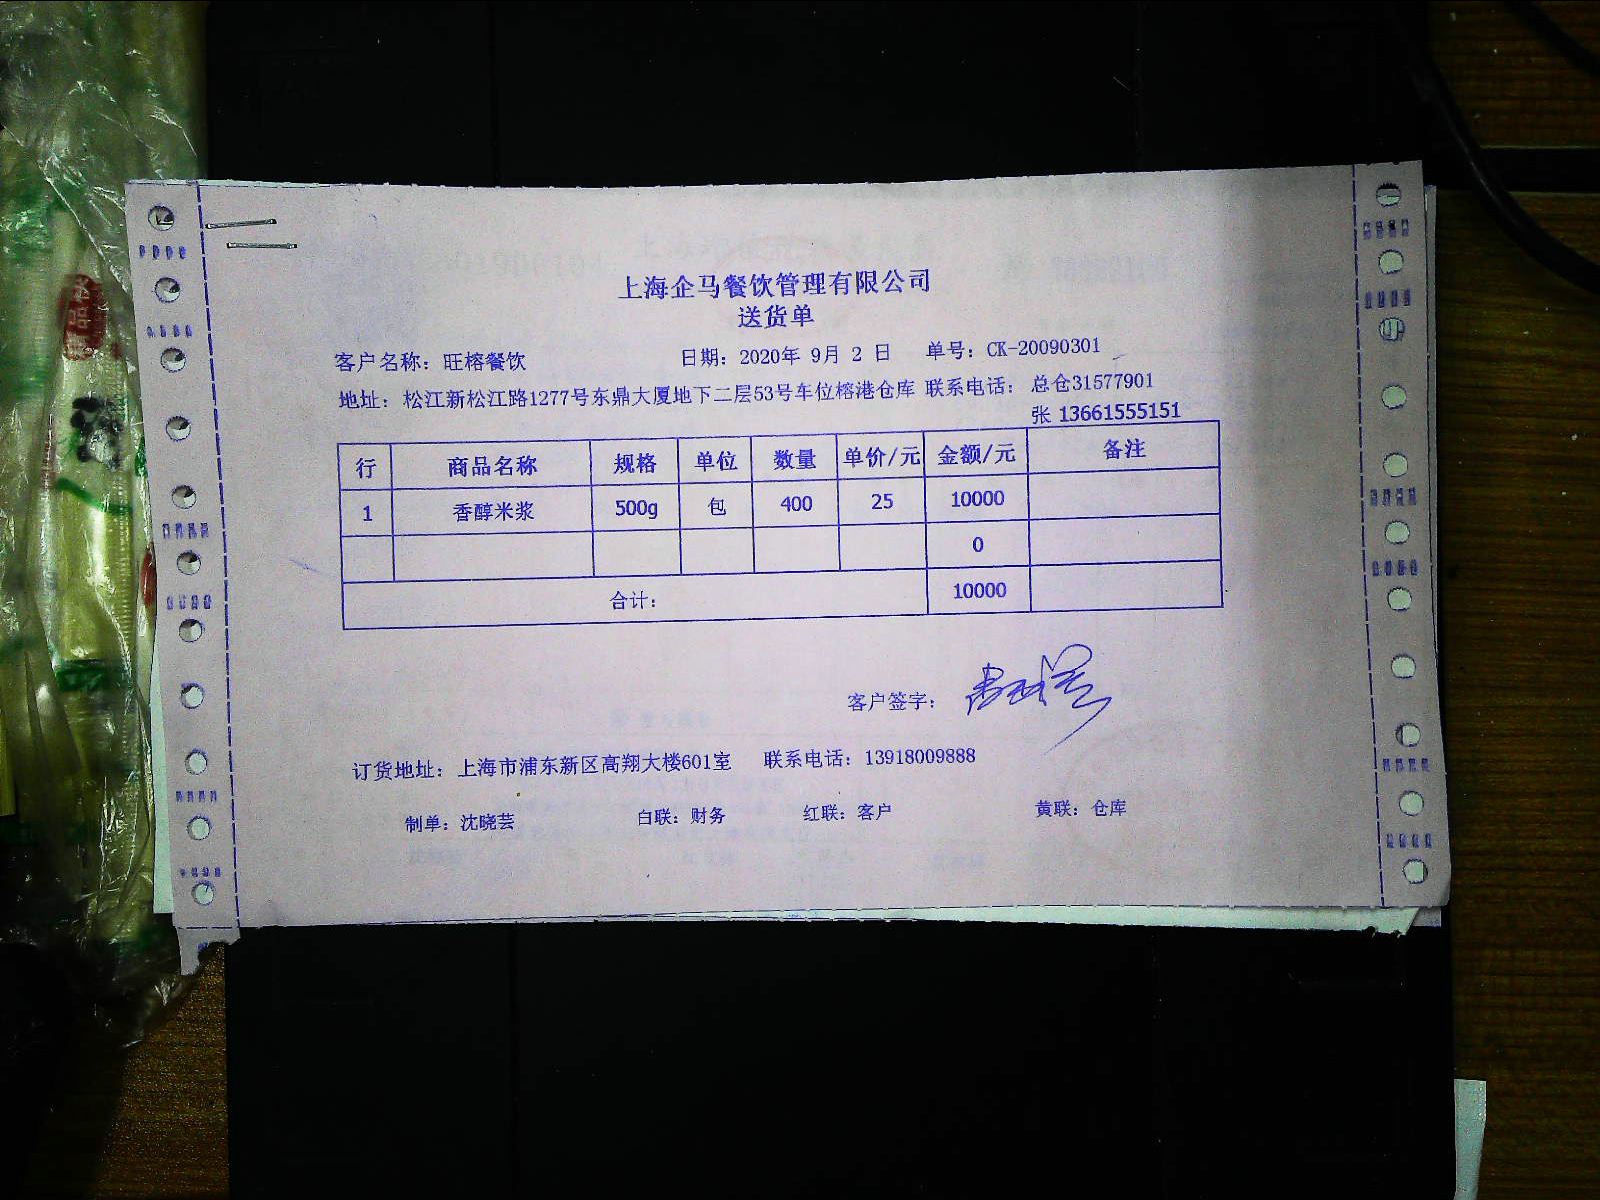 上海企马餐饮管理有限公司
送货单
客户名称：旺榕餐饮 日期：2020年 9月 2 日 单号：CK-20090301
地址：松江新松江路1277号东鼎大厦地下二层53号车位榕港仓库 联系电话：总仓31577901
张 13661555151
行 商品名称 规格 单位 数量 单价/元 金额/元 备注
1 香醇米浆 500g 包 400 25 10000
0
合计： 10000
客户签字：
订货地址：上海市浦东新区高翔大楼601室 联系电话：13918009888
制单：沈晓芸 白联：财务 红联：客户 黄联：仓库